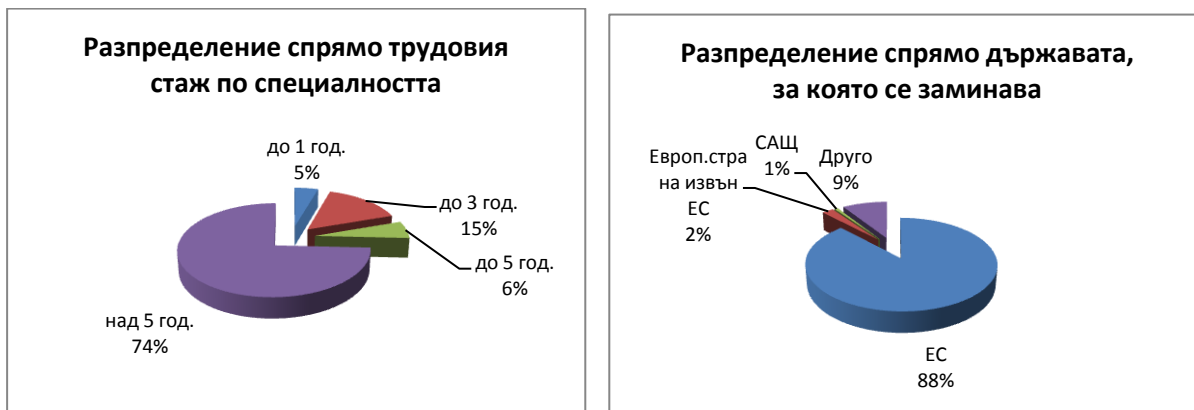 Разпределение спрямо трудовия
стаж по специалността
до 1 год.
5%
до 3 год.
15%
до 5 год.
6%
над 5 год.
74%
Разпределение спрямо държавата,
за която се заминава
Европ.стра
на извън
ЕС
2%
САЩ
1%
Друго
9%
ЕС
88%